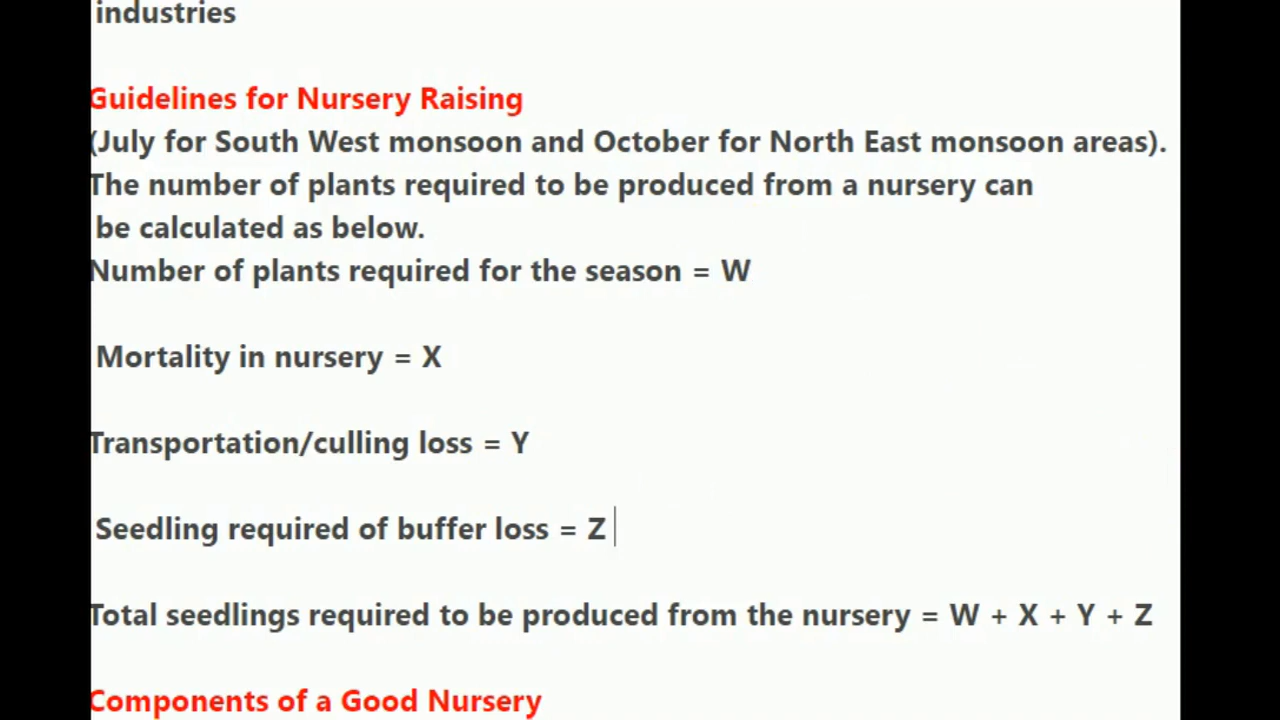 industries
Guidelines for Nursery Raising
(July for South West monsoon and October for North East monsoon areas).
The number of plants required to be produced from a nursery can
be calculated as below.
Number of plants required for the season = W
Mortality in nursery = X
Transportation/culling loss = Y
Seedling required of buffer loss = Z
Total seedlings required to be produced from the nursery = W + X + Y + Z
Components of a Good Nursery